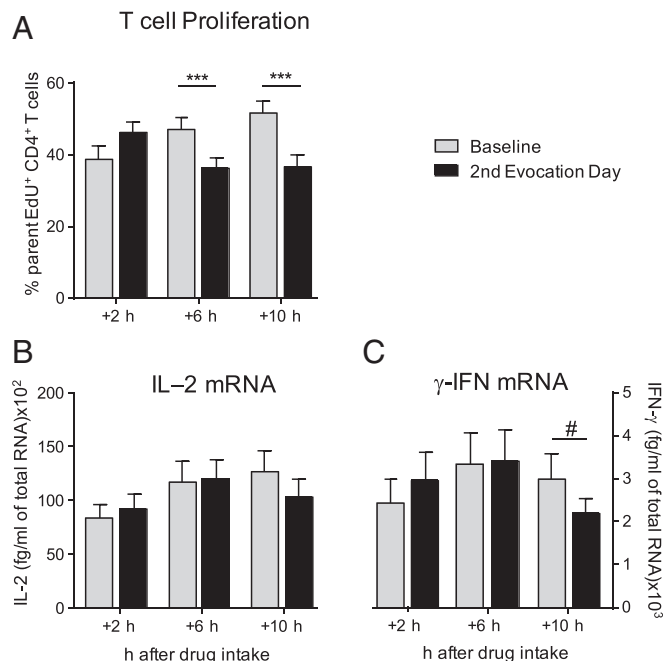 A
T cell Proliferation
% parent EdU⁺ CD4⁺ T cells
60
40
20
0
***
***
+2 h
+6 h
+10 h
Baseline
2nd Evocation Day
B
IL–2 mRNA
IL-2 (fg/ml of total RNA)x10²
200
150
100
50
0
+2 h
+6 h
+10 h
h after drug intake
C
γ-IFN mRNA
#
5
4
3
2
1
0
IFN-γ (fg/ml of total RNA)x10³
+2 h
+6 h
+10 h
h after drug intake